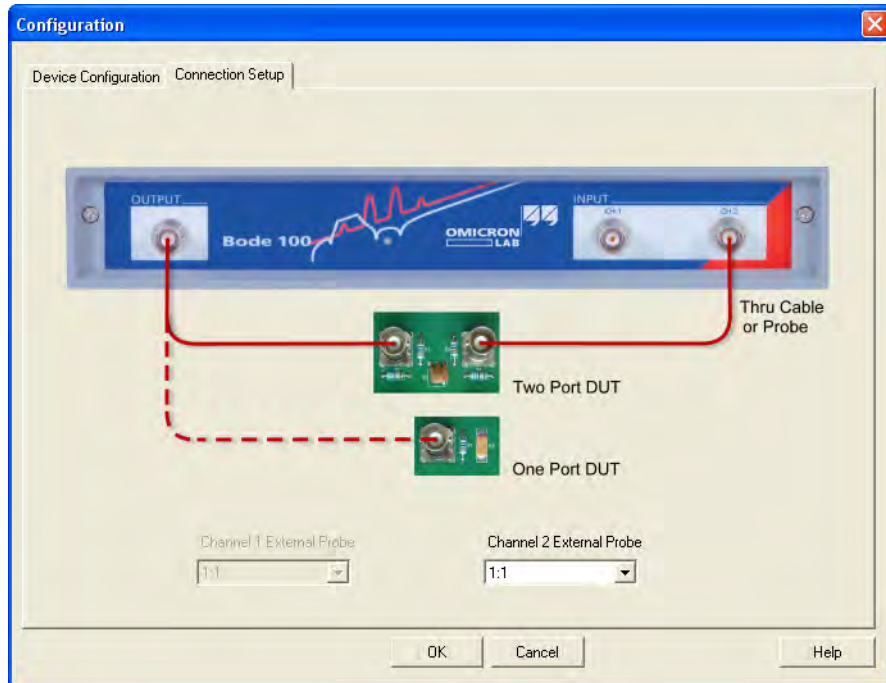 Configuration
Device Configuration
Connection Setup
OUTPUT
INPUT
CH 1
CH 2
Bode 100
OMICRON
LAB
Thru Cable
or Probe
Two Port DUT
One Port DUT
Channel 1 External Probe
Channel 2 External Probe
1:1
1:1
OK
Cancel
Help